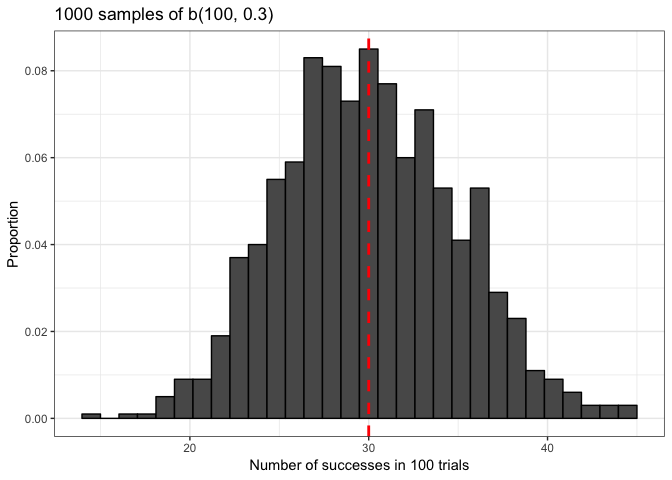 1000 samples of b(100, 0.3)
0.08
0.06
0.04
0.02
0.00
Proportion
20 30 40
Number of successes in 100 trials